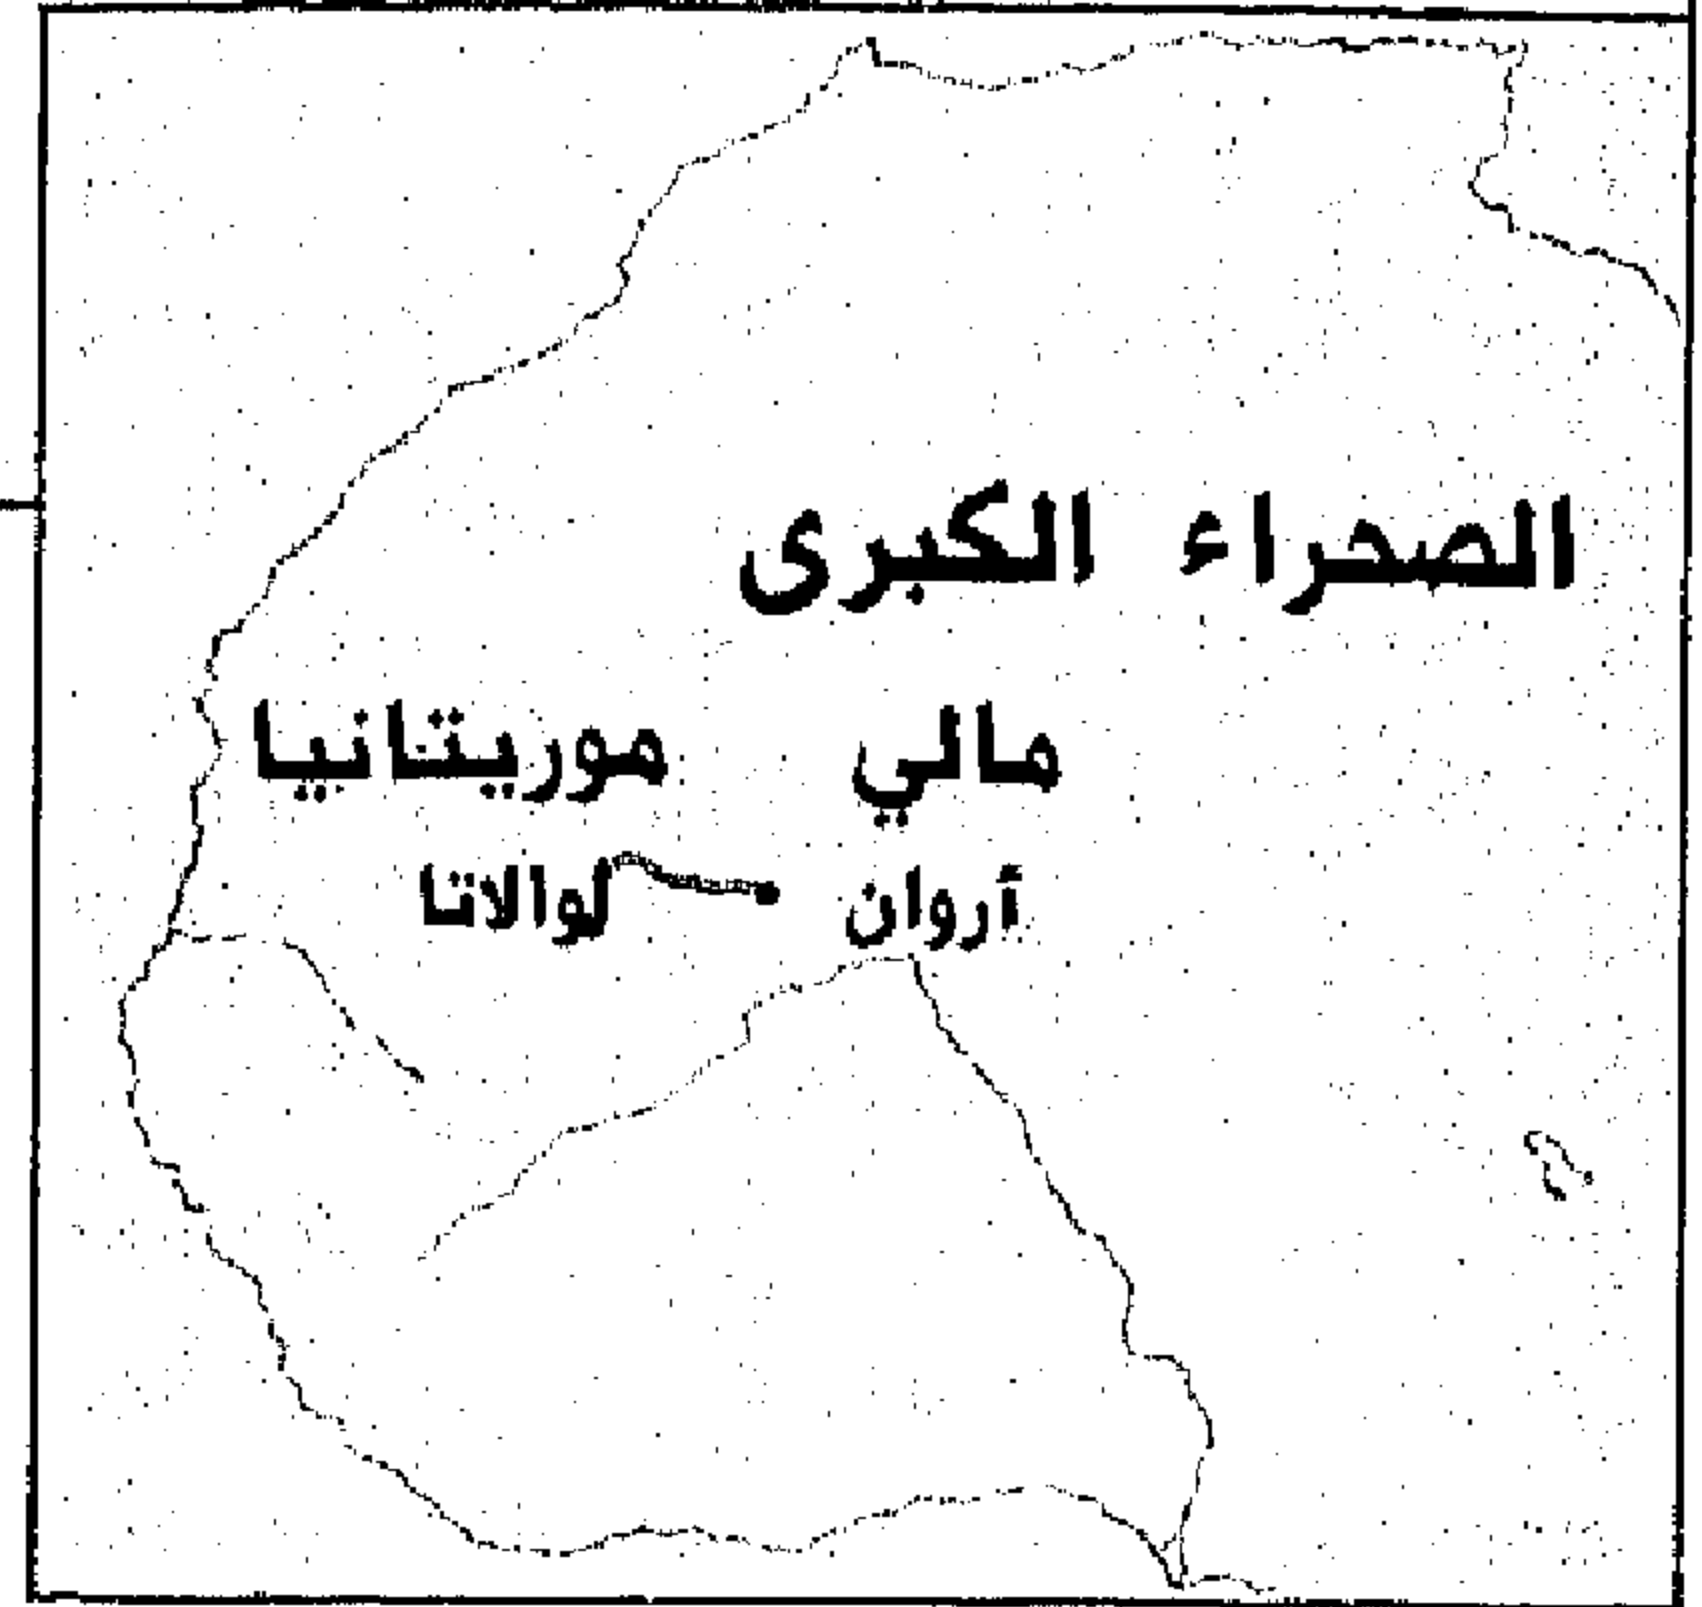 الصحراء الكبرى
مالي موريتانيا
أروان لوالاتا